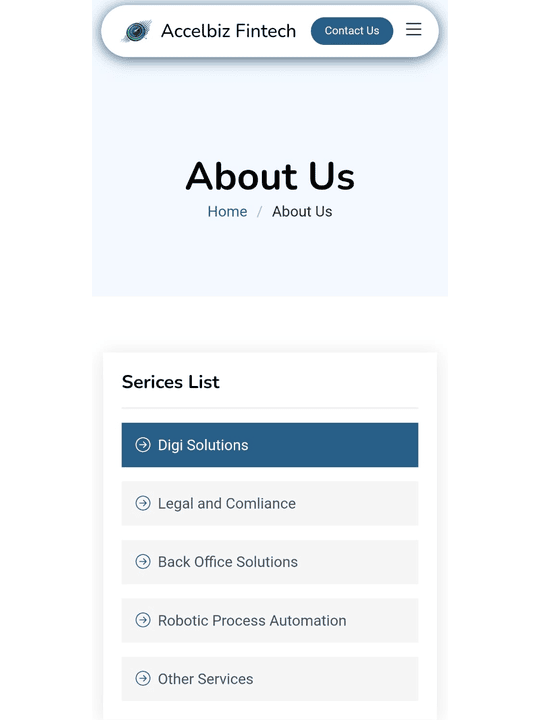 Accelbiz Fintech
Contact Us
About Us
Home / About Us
Serices List
Digi Solutions
Legal and Comliance
Back Office Solutions
Robotic Process Automation
Other Services